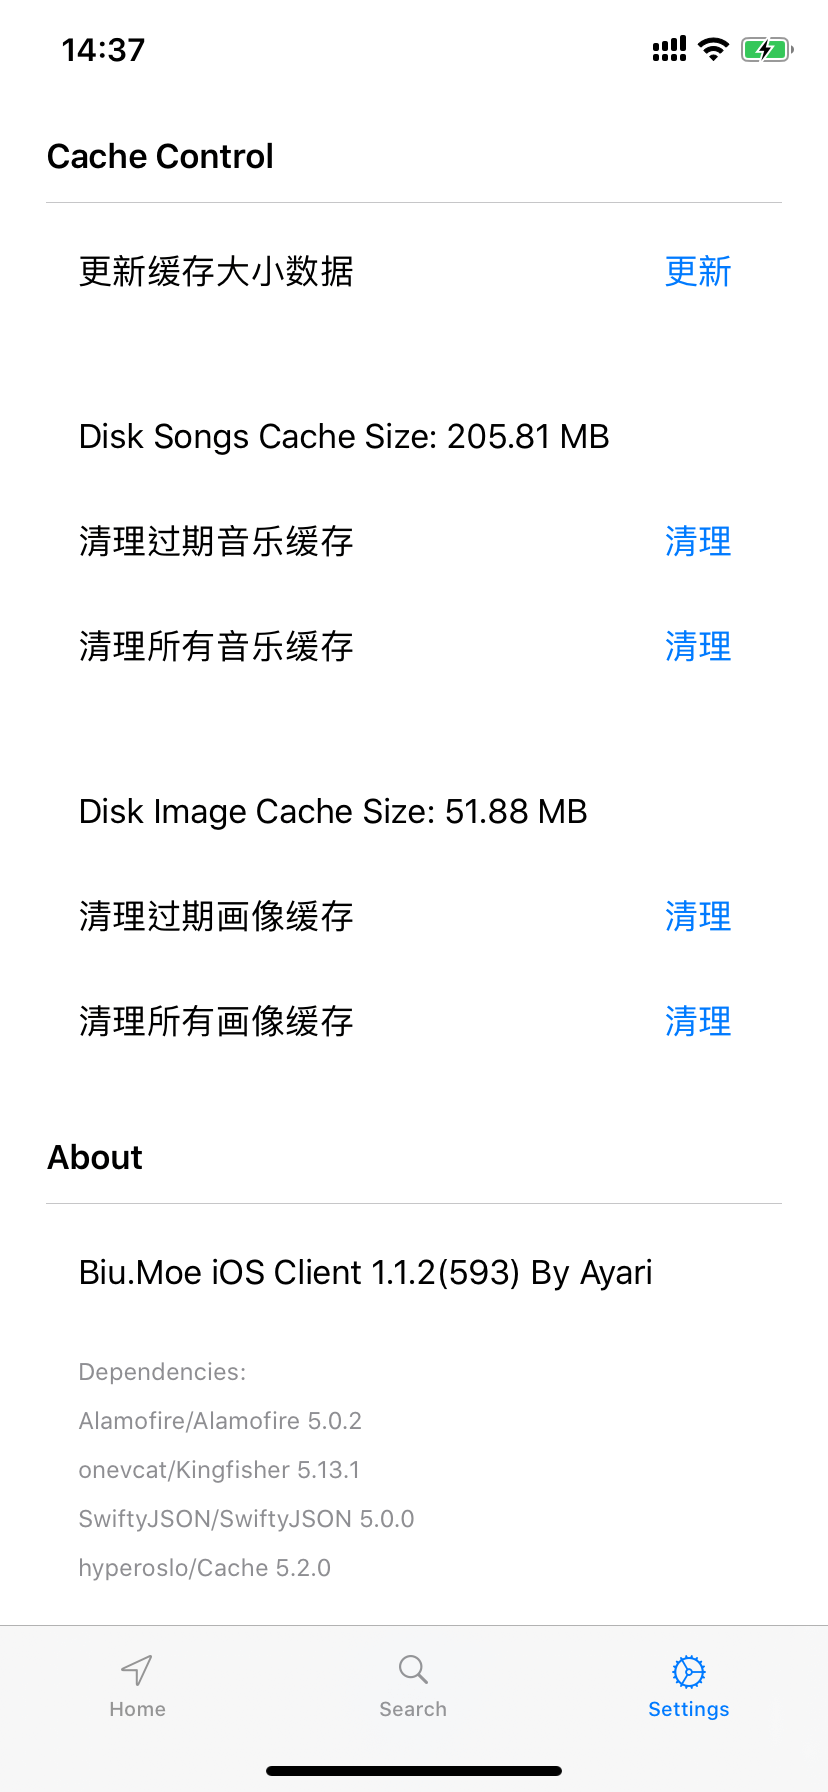 14:37
Cache Control
更新缓存大小数据 更新
Disk Songs Cache Size: 205.81 MB
清理过期音乐缓存 清理
清理所有音乐缓存 清理
Disk Image Cache Size: 51.88 MB
清理过期画像缓存 清理
清理所有画像缓存 清理
About
Biu.Moe iOS Client 1.1.2(593) By Ayari
Dependencies:
Alamofire/Alamofire 5.0.2
onevcat/Kingfisher 5.13.1
SwiftyJSON/SwiftyJSON 5.0.0
hyperoslo/Cache 5.2.0
Home Search Settings